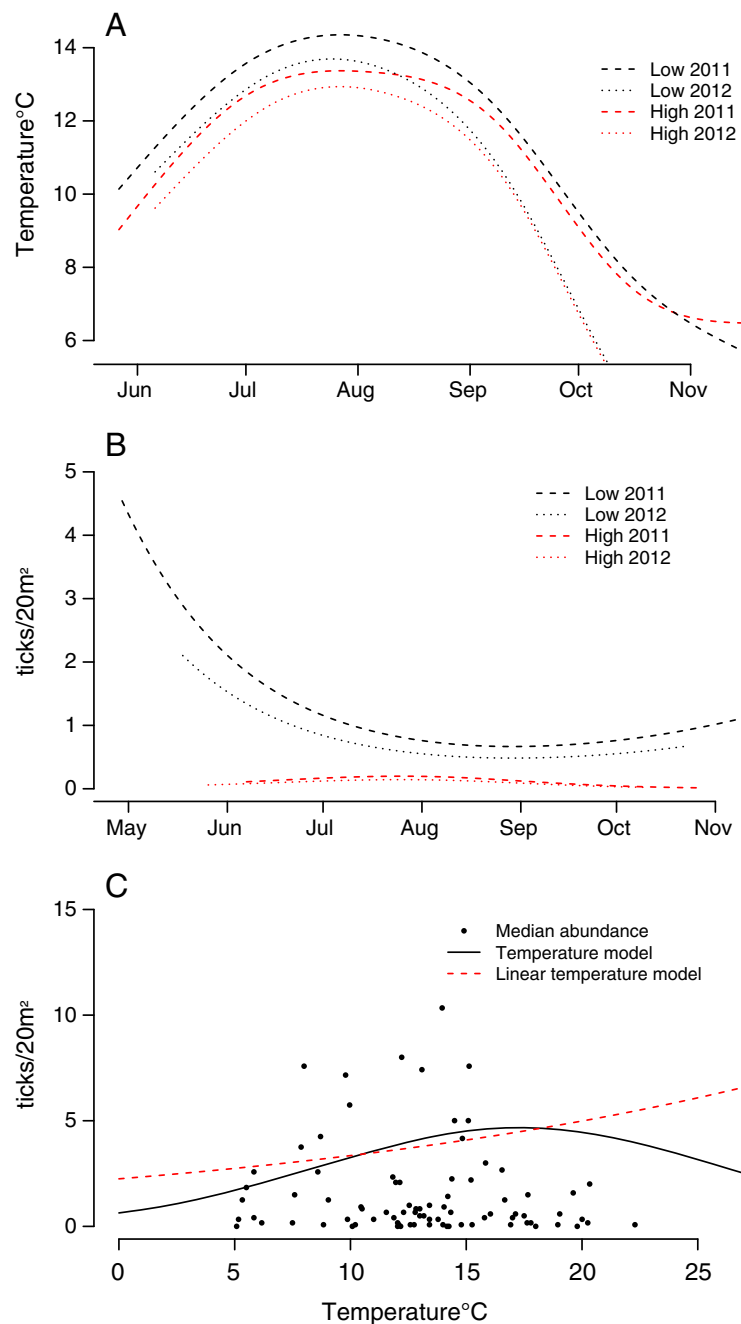 A
Temperature°C
14
12
10
8
6
Low 2011
Low 2012
High 2011
High 2012
Jun Jul Aug Sep Oct Nov
B
ticks/20m²
5
4
3
2
1
0
Low 2011
Low 2012
High 2011
High 2012
May Jun Jul Aug Sep Oct Nov
C
ticks/20m²
15
10
5
0
Median abundance
Temperature model
Linear temperature model
0 5 10 15 20 25
Temperature°C